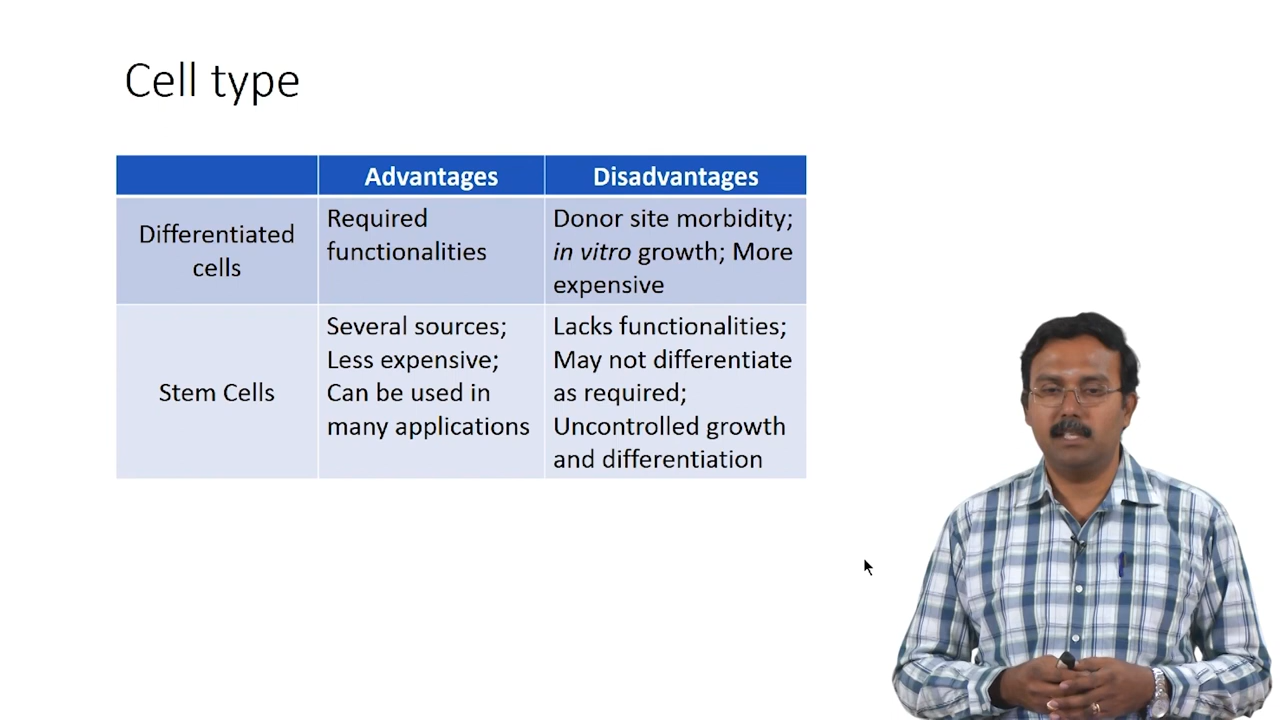 Cell type
Advantages
Disadvantages
Differentiated
cells
Required
functionalities
Donor site morbidity;
in vitro growth; More
expensive
Stem Cells
Several sources;
Less expensive;
Can be used in
many applications
Lacks functionalities;
May not differentiate
as required;
Uncontrolled growth
and differentiation